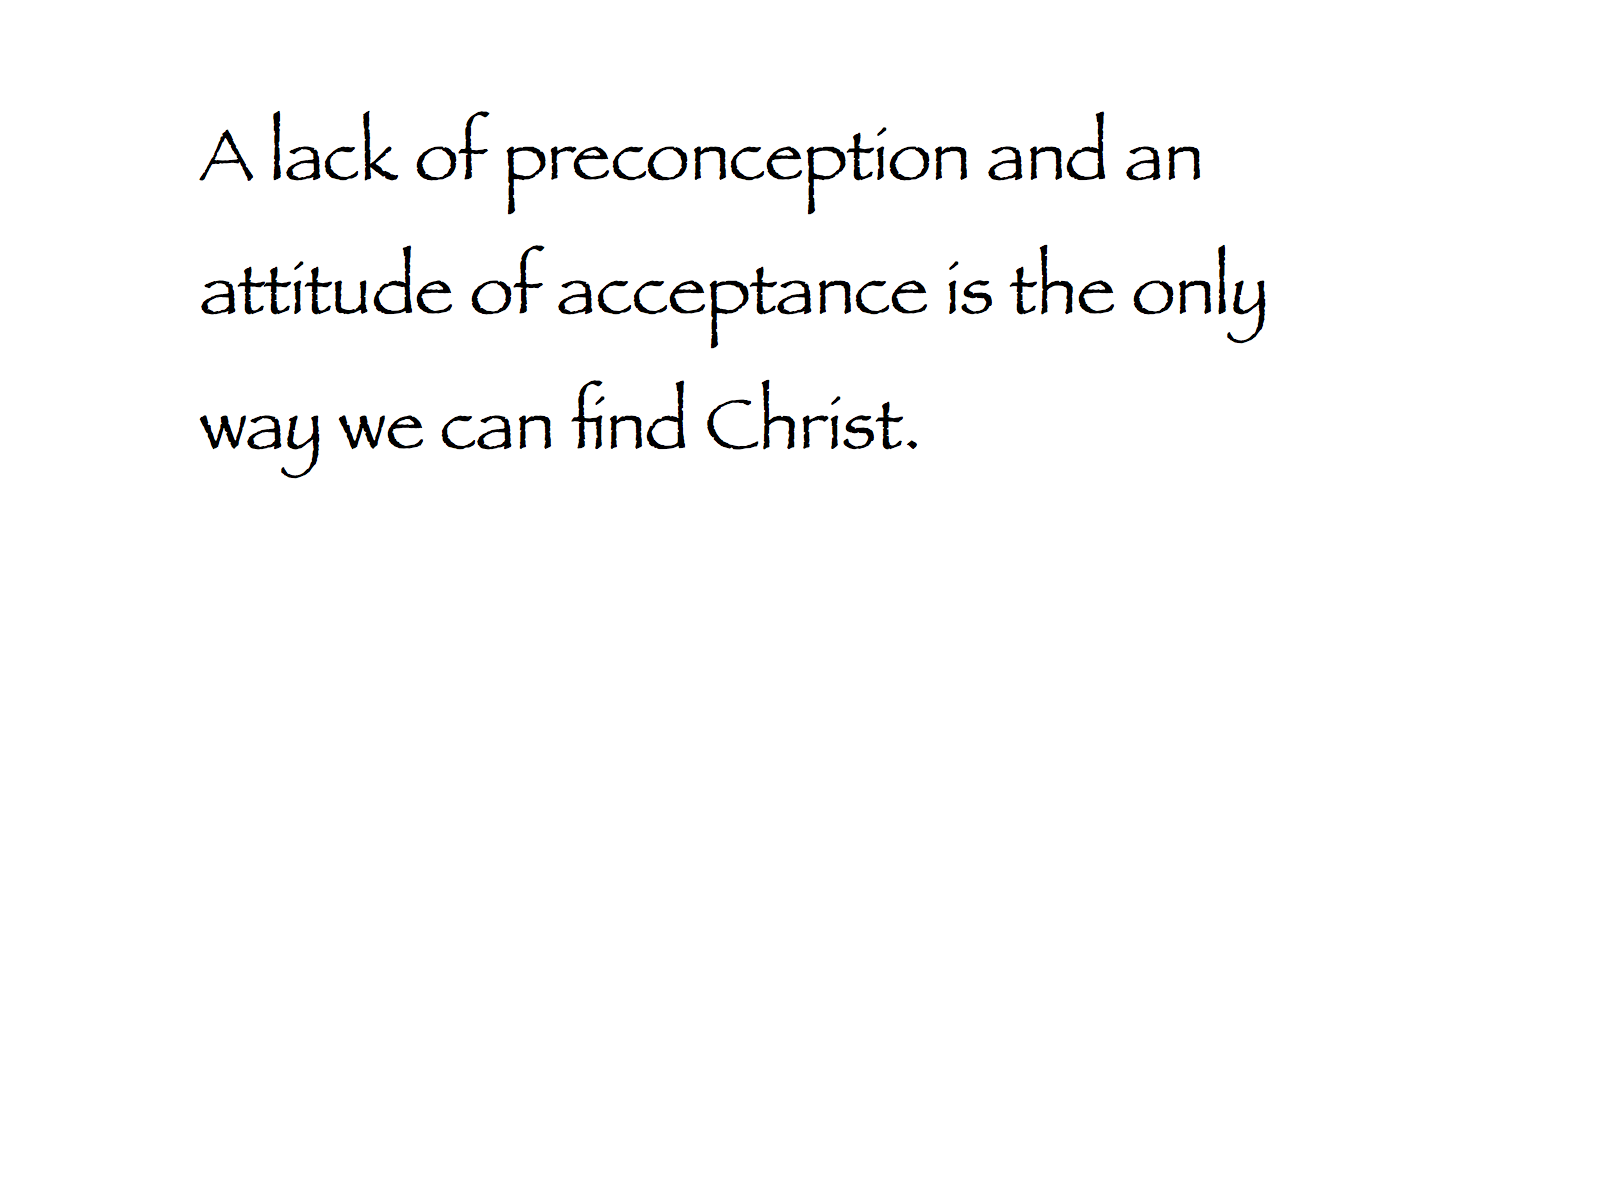 A lack of preconception and an
attitude of acceptance is the only
way we can find Christ.